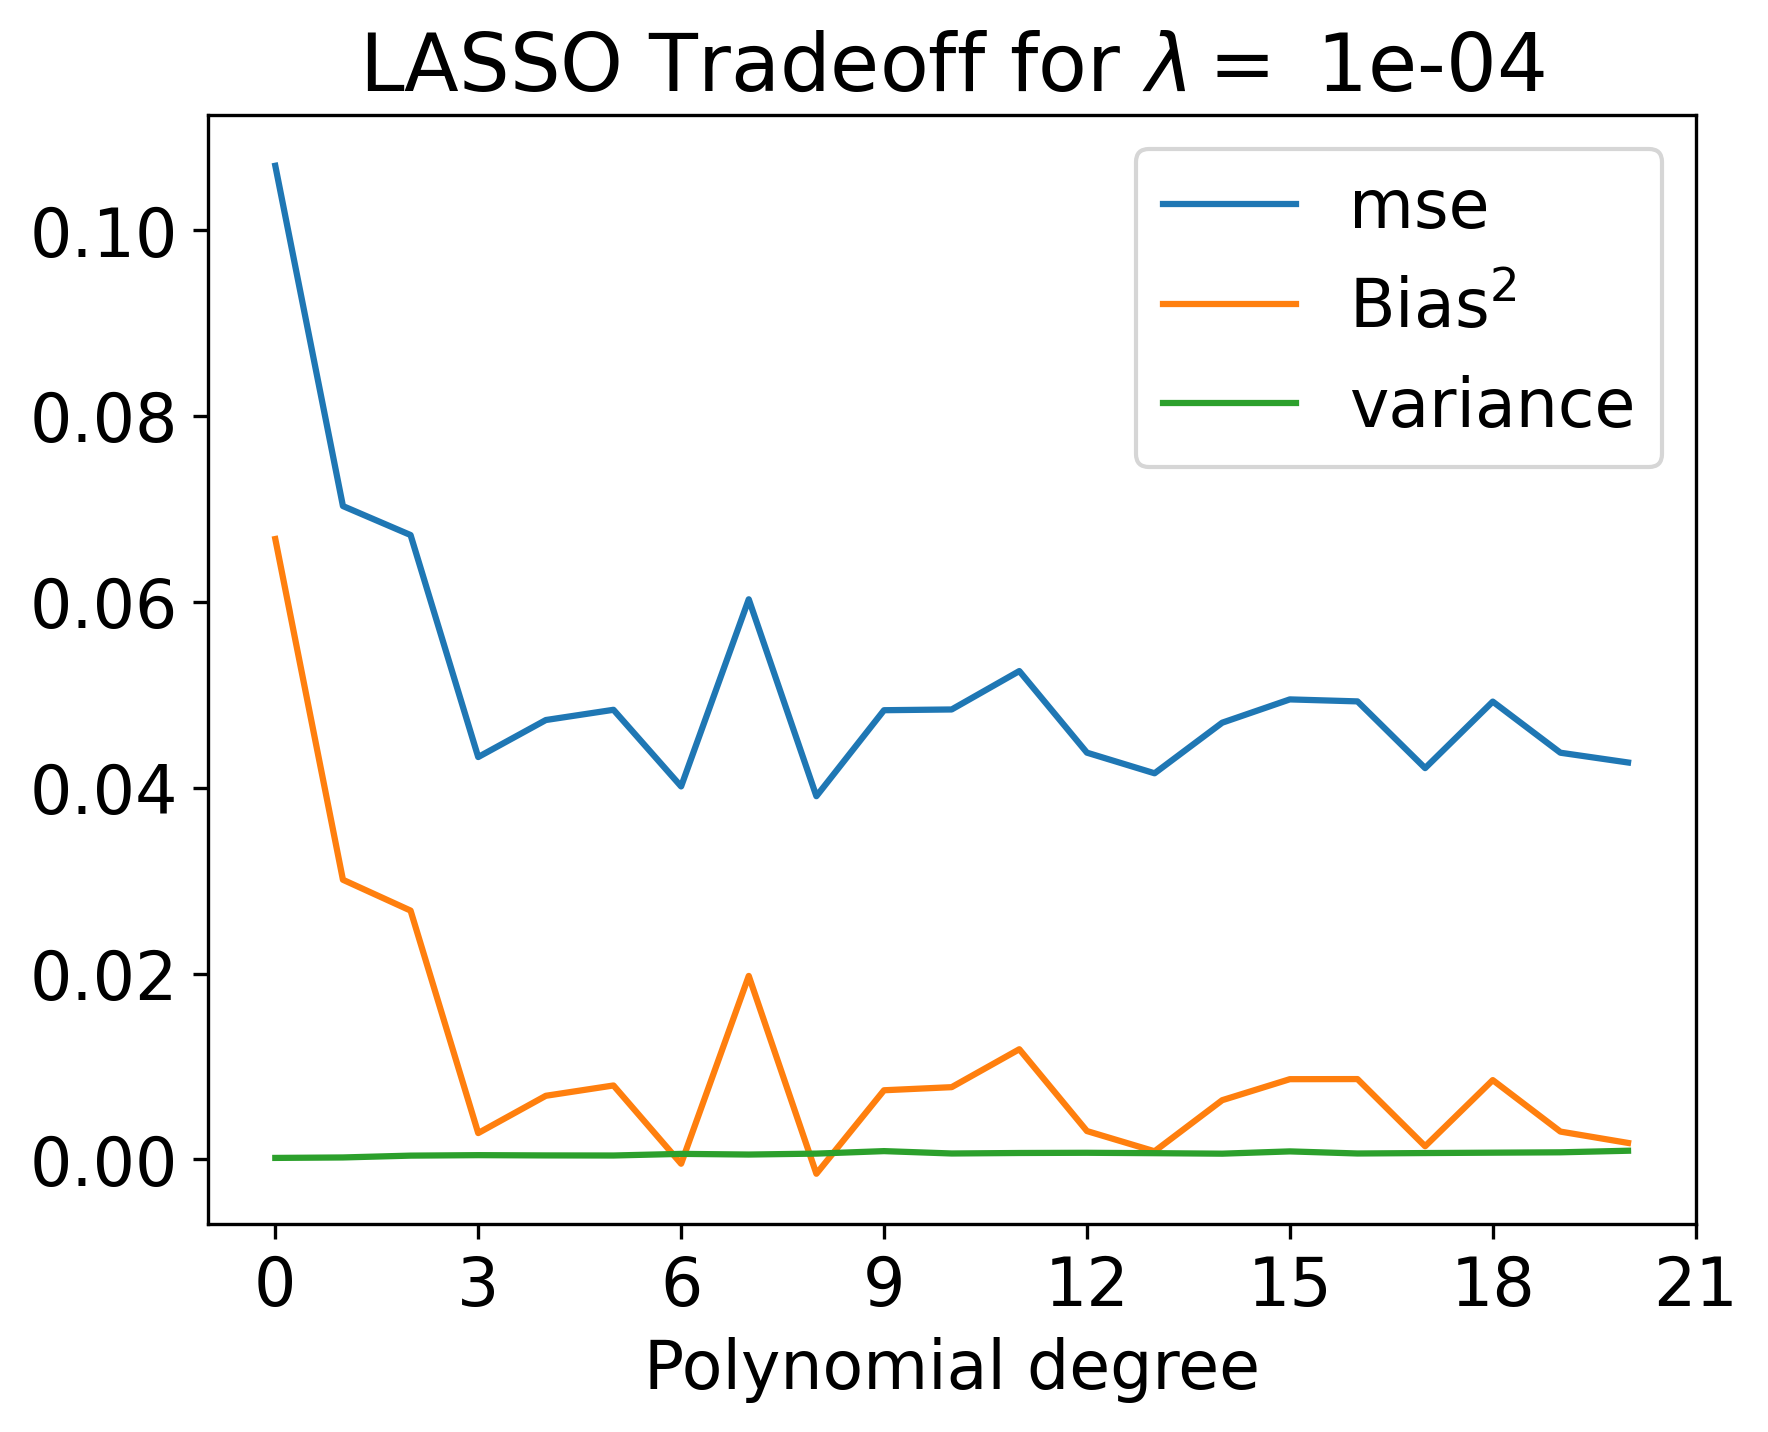 LASSO Tradeoff for λ = 1e-04
mse
Bias²
variance
0.10
0.08
0.06
0.04
0.02
0.00
0 3 6 9 12 15 18 21
Polynomial degree